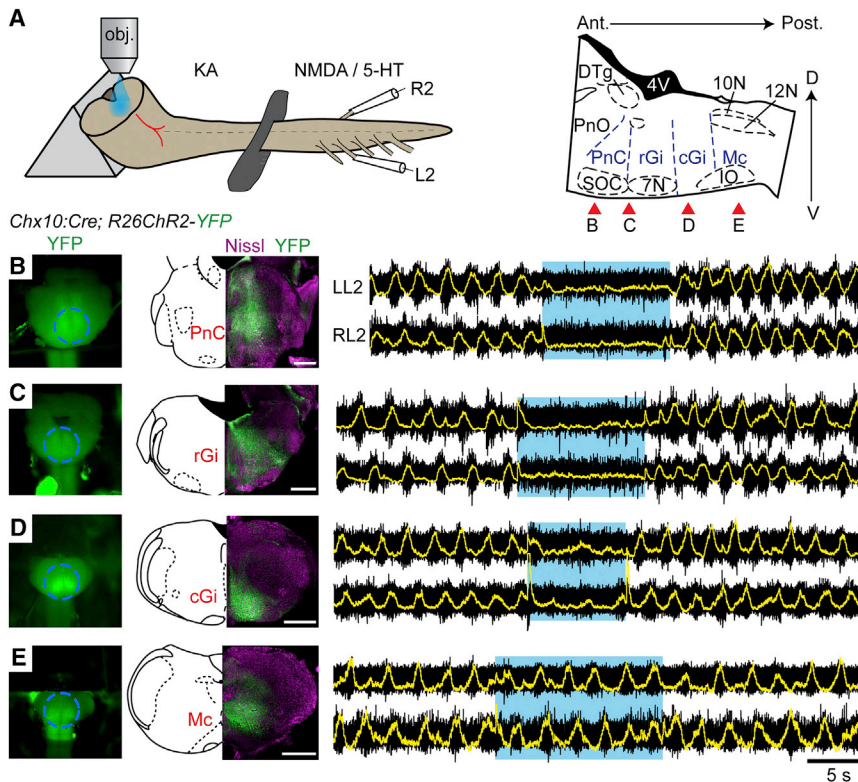 A
obj.
KA
NMDA / 5-HT
R2
L2
Ant.
Post.
DTg
4V
10N
12N
D
PnO
PnC
rGi
cGi
Mc
SOC
7N
IO
V
B
C
D
E
Chx10:Cre; R26ChR2-YFP
YFP
Nissl
YFP
B
PnC
LL2
RL2
C
rGi
D
cGi
E
Mc
5 s